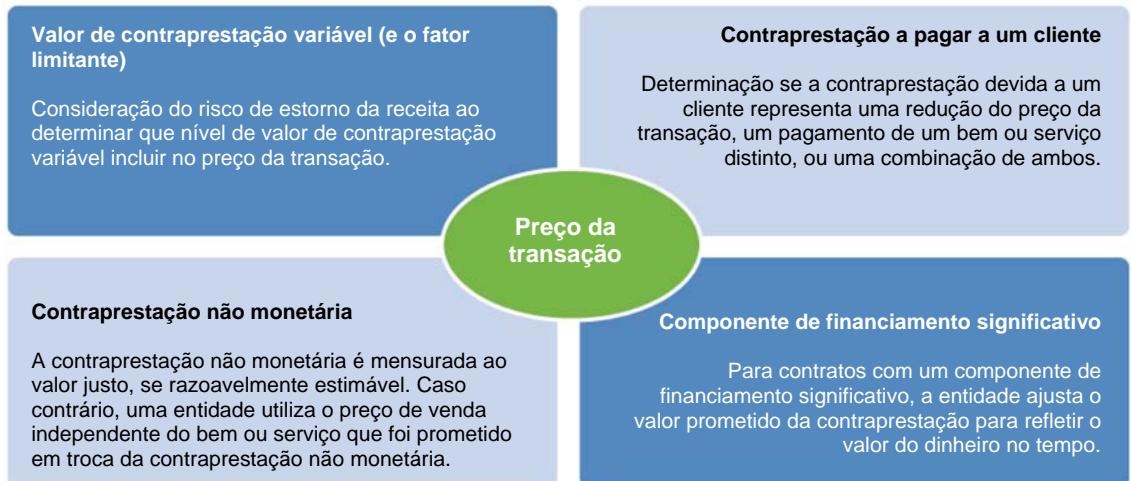 Valor de contraprestação variável (e o fator
limitante)
Consideração do risco de estorno da receita ao
determinar que nível de valor de contraprestação
variável incluir no preço da transação.
Contraprestação a pagar a um cliente
Determinação se a contraprestação devida a um
cliente representa uma redução do preço da
transação, um pagamento de um bem ou serviço
distinto, ou uma combinação de ambos.
Preço da
transação
Contraprestação não monetária
A contraprestação não monetária é mensurada ao
valor justo, se razoavelmente estimável. Caso
contrário, uma entidade utiliza o preço de venda
independente do bem ou serviço que foi prometido
em troca da contraprestação não monetária.
Componente de financiamento significativo
Para contratos com um componente de
financiamento significativo, a entidade ajusta o
valor prometido da contraprestação para refletir o
valor do dinheiro no tempo.